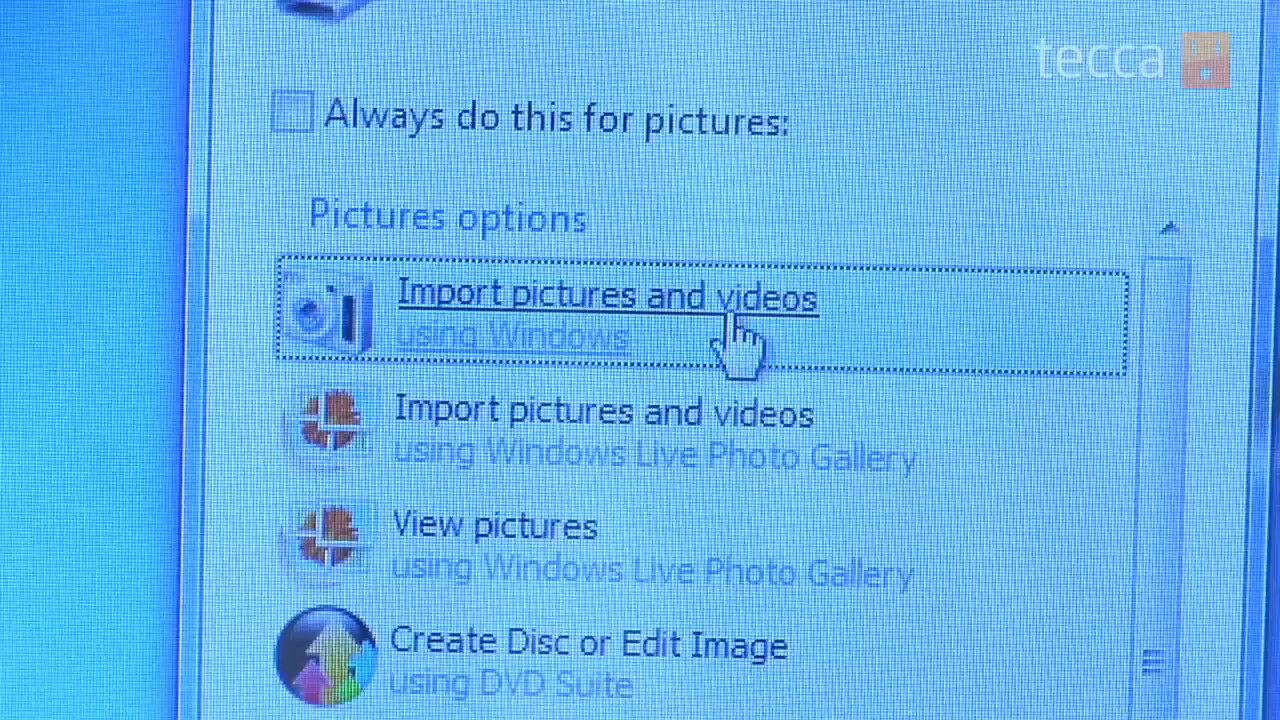 tecca
Always do this for pictures:
Pictures options
Import pictures and videos
using Windows
Import pictures and videos
using Windows Live Photo Gallery
View pictures
using Windows Live Photo Gallery
Create Disc or Edit Image
using DVD Suite